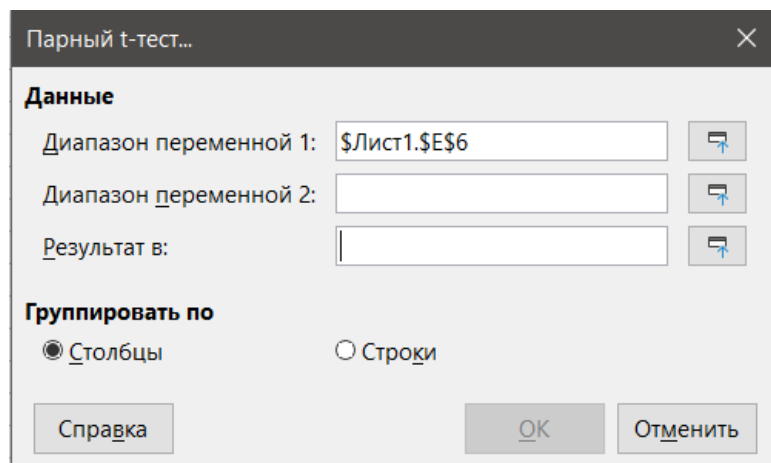 Парный t-тест...
Данные
Диапазон переменной 1: $Лист1.$E$6
Диапазон переменной 2:
Результат в:
Группировать по
Столбцы Строки
Справка OK Отменить